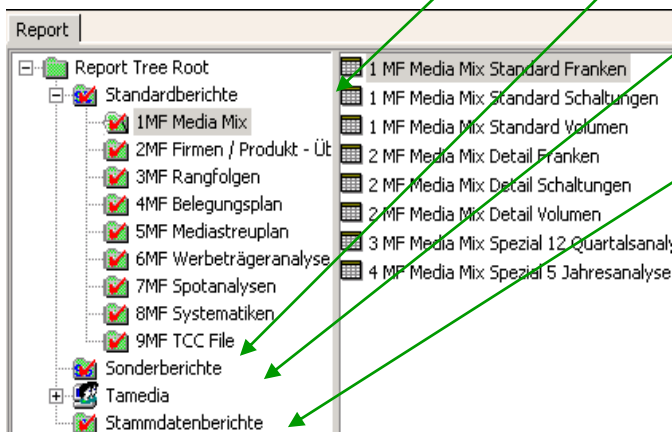 Report
Report Tree Root
Standardberichte
1MF Media Mix
2MF Firmen / Produkt - Üb
3MF Rangfolgen
4MF Belegungsplan
5MF Mediastreuplan
6MF Werbeträgeranalyse
7MF Spotanalysen
8MF Systematiken
9MF TCC File
Sonderberichte
Tamedia
Stammdatenberichte
1 MF Media Mix Standard Franken
1 MF Media Mix Standard Schaltungen
1 MF Media Mix Standard Volumen
2 MF Media Mix Detail Franken
2 MF Media Mix Detail Schaltungen
2 MF Media Mix Detail Volumen
3 MF Media Mix Spezial 12 Quartalsanaly
4 MF Media Mix Spezial 5 Jahresanalyse